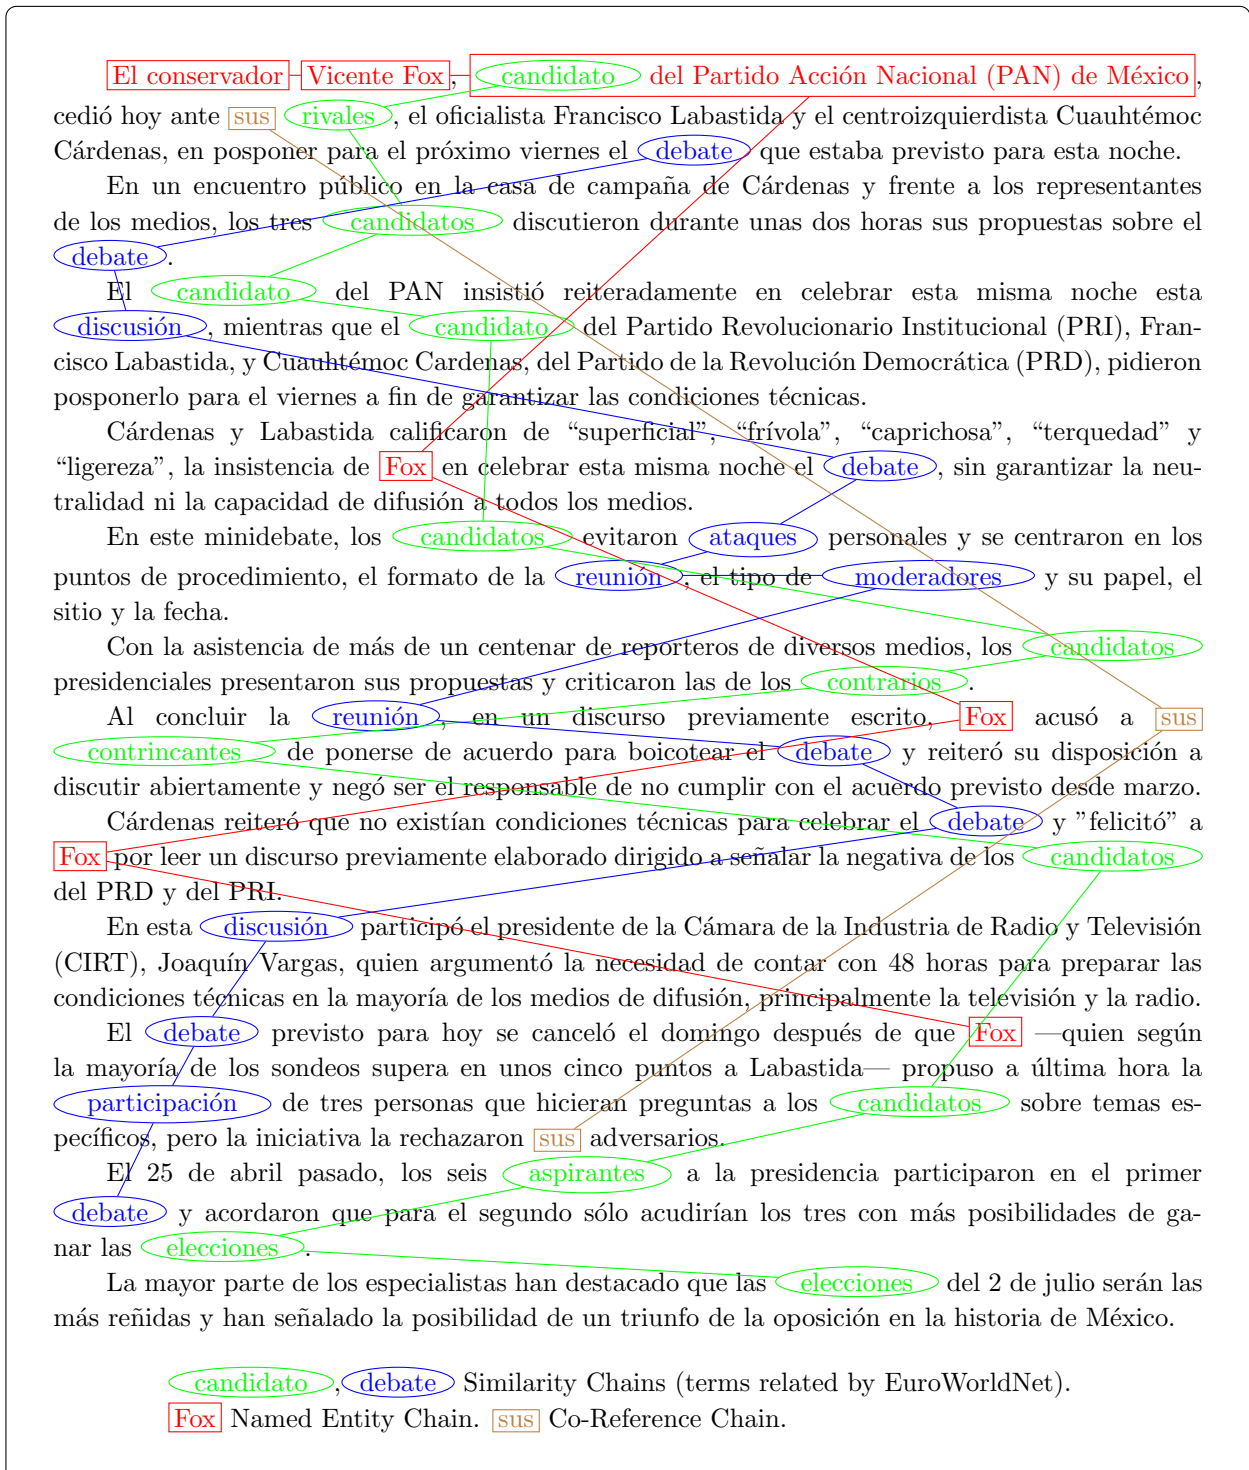 El conservador Vicente Fox, candidato del Partido Acción Nacional (PAN) de México,
cedió hoy ante sus rivales, el oficialista Francisco Labastida y el centroizquierdista Cuauhtémoc
Cárdenas, en posponer para el próximo viernes el debate que estaba previsto para esta noche.
En un encuentro público en la casa de campaña de Cárdenas y frente a los representantes
de los medios, los tres candidatos discutieron durante unas dos horas sus propuestas sobre el
debate.
El candidato del PAN insistió reiteradamente en celebrar esta misma noche esta
discusión, mientras que el candidato del Partido Revolucionario Institucional (PRI), Fran-
cisco Labastida, y Cuauhtémoc Cardenas, del Partido de la Revolución Democrática (PRD), pidieron
posponerlo para el viernes a fin de garantizar las condiciones técnicas.
Cárdenas y Labastida calificaron de “superficial”, “frívola”, “caprichosa”, “terquedad” y
“ligereza”, la insistencia de Fox en celebrar esta misma noche el debate, sin garantizar la neu-
tralidad ni la capacidad de difusión a todos los medios.
En este minidebate, los candidatos evitaron ataques personales y se centraron en los
puntos de procedimiento, el formato de la reunión, el tipo de moderadores y su papel, el
sitio y la fecha.
Con la asistencia de más de un centenar de reporteros de diversos medios, los candidatos
presidenciales presentaron sus propuestas y criticaron las de los contrarios.
Al concluir la reunión, en un discurso previamente escrito, Fox acusó a sus
contrincantes de ponerse de acuerdo para boicotear el debate y reiteró su disposición a
discutir abiertamente y negó ser el responsable de no cumplir con el acuerdo previsto desde marzo.
Cárdenas reiteró que no existían condiciones técnicas para celebrar el debate y ”felicitó” a
Fox por leer un discurso previamente elaborado dirigido a señalar la negativa de los candidatos
del PRD y del PRI.
En esta discusión participó el presidente de la Cámara de la Industria de Radio y Televisión
(CIRT), Joaquín Vargas, quien argumentó la necesidad de contar con 48 horas para preparar las
condiciones técnicas en la mayoría de los medios de difusión, principalmente la televisión y la radio.
El debate previsto para hoy se canceló el domingo después de que Fox —quien según
la mayoría de los sondeos supera en unos cinco puntos a Labastida— propuso a última hora la
participación de tres personas que hicieran preguntas a los candidatos sobre temas es-
pecíficos, pero la iniciativa la rechazaron sus adversarios.
El 25 de abril pasado, los seis aspirantes a la presidencia participaron en el primer
debate y acordaron que para el segundo sólo acudirían los tres con más posibilidades de ga-
nar las elecciones.
La mayor parte de los especialistas han destacado que las elecciones del 2 de julio serán las
más reñidas y han señalado la posibilidad de un triunfo de la oposición en la historia de México.
candidato, debate Similarity Chains (terms related by EuroWorldNet).
Fox Named Entity Chain. sus Co-Reference Chain.